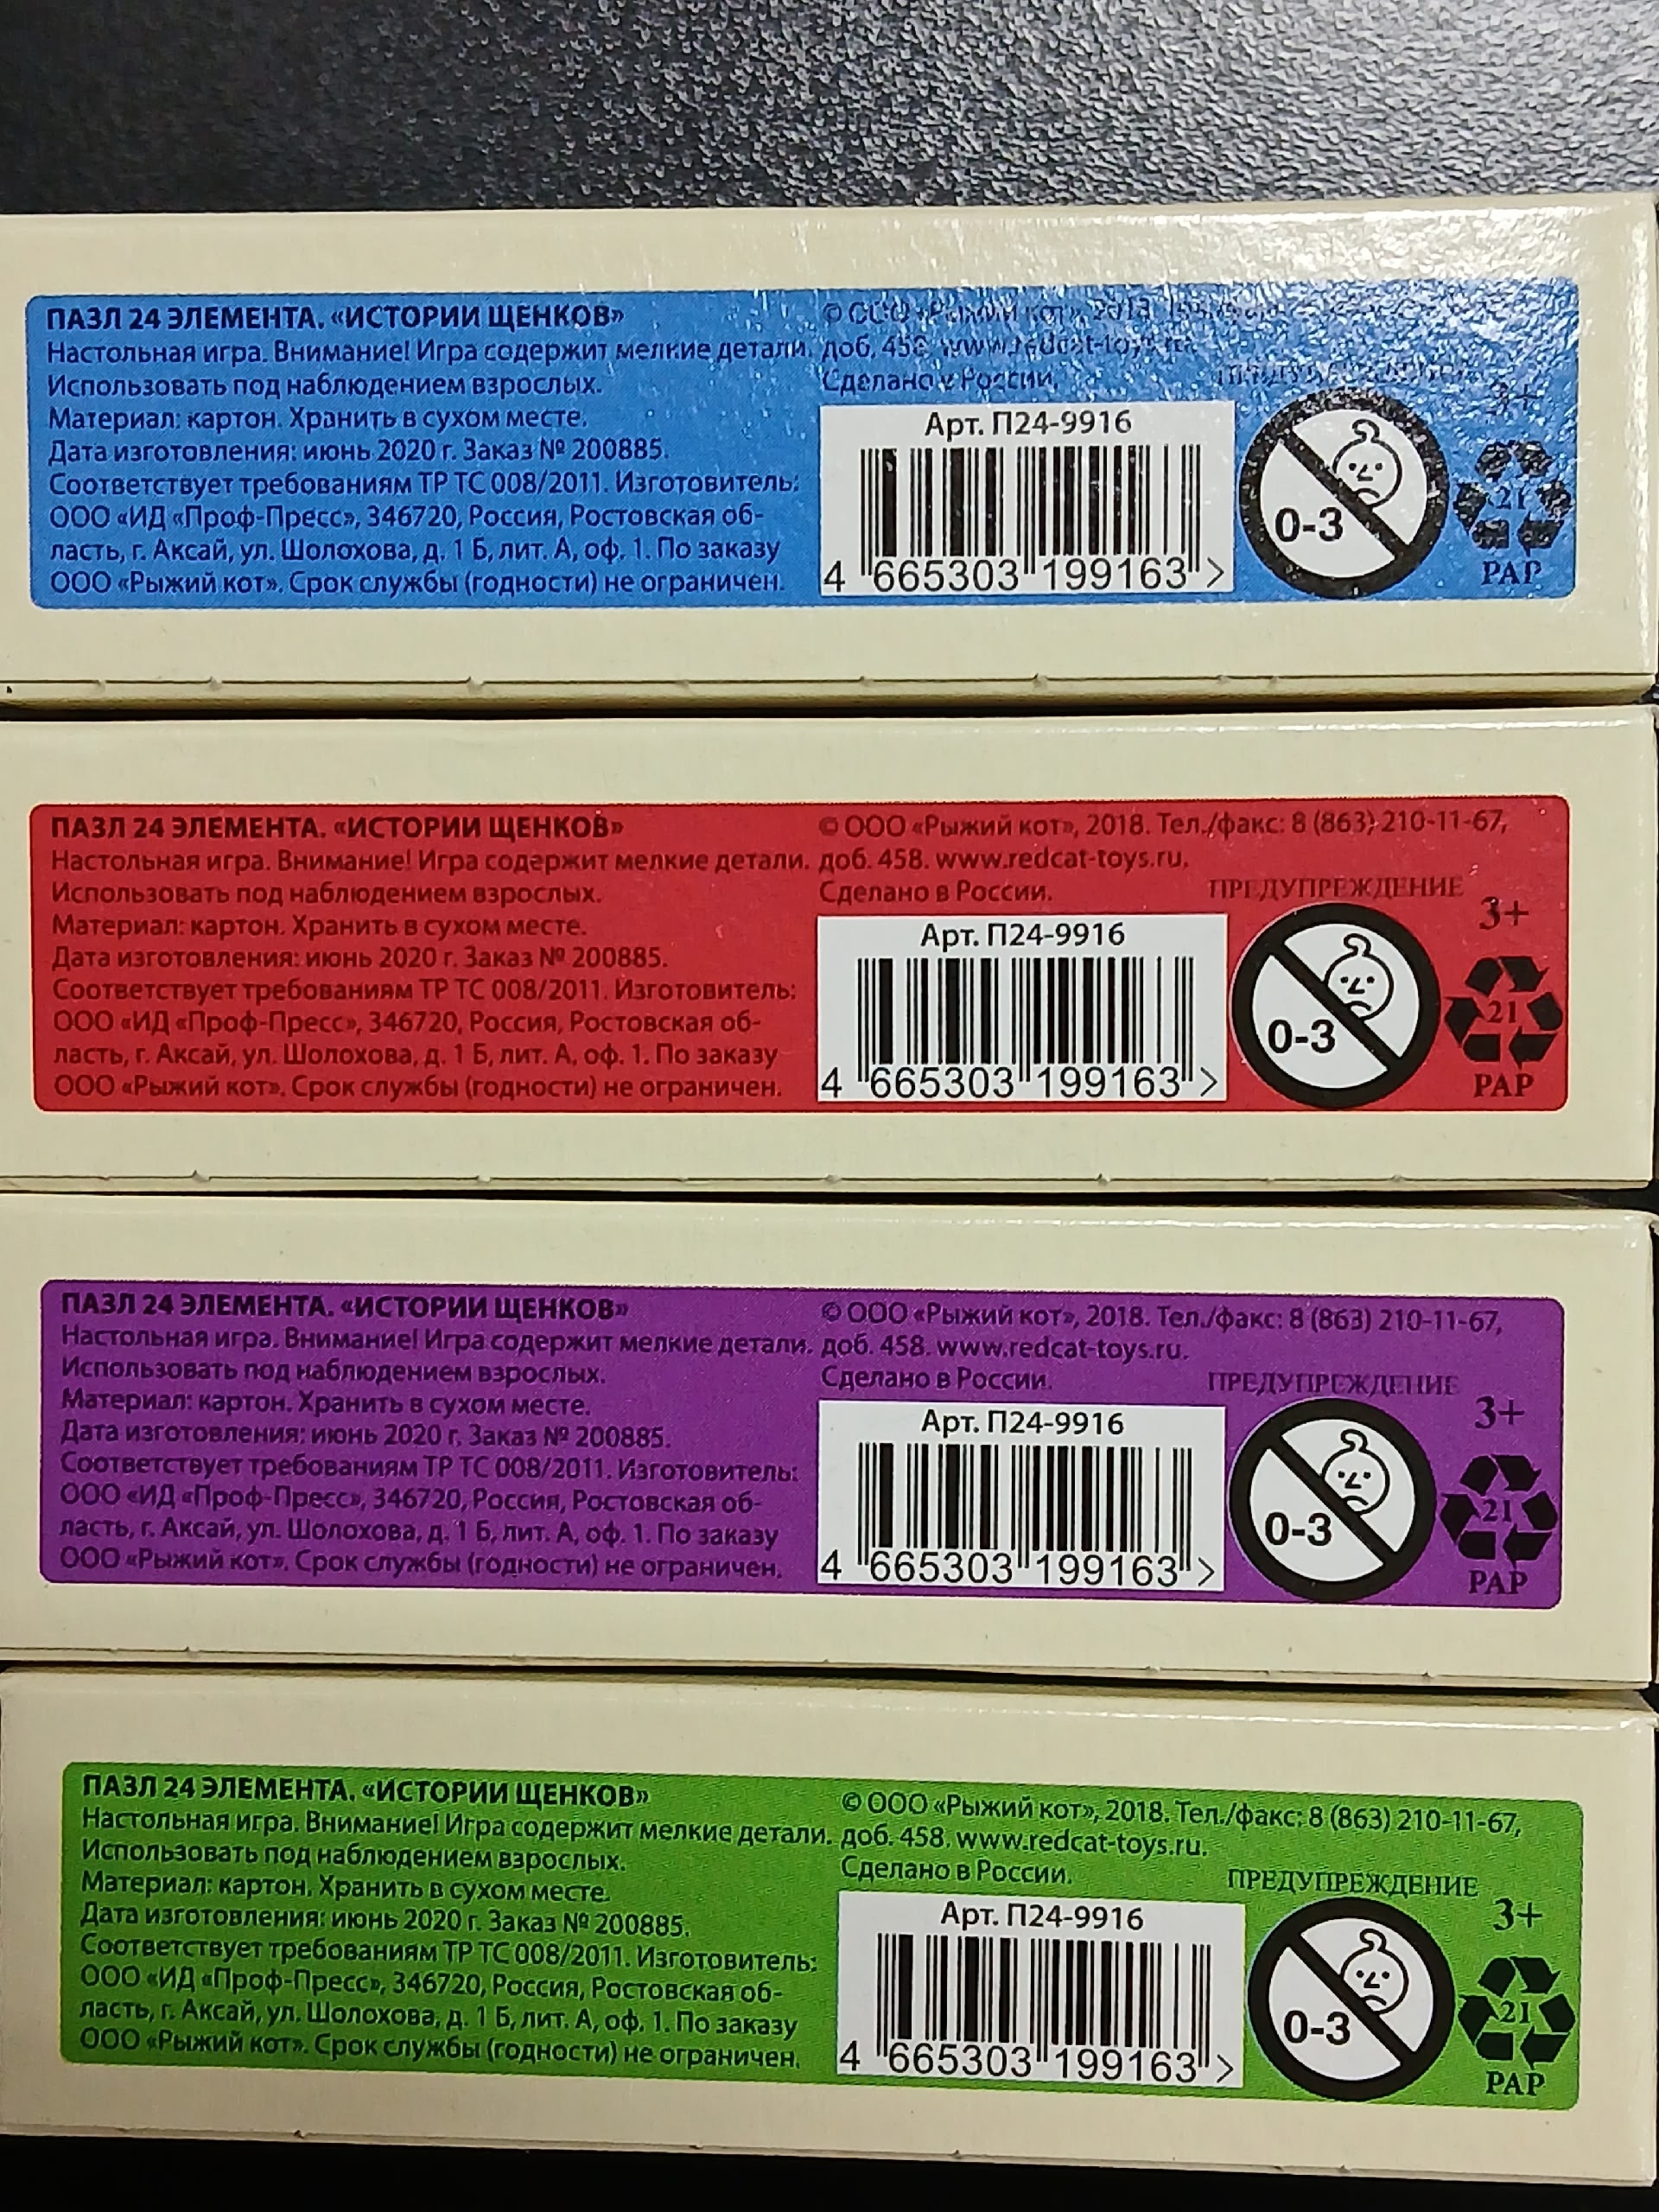 ПАЗЛ 24 ЭЛЕМЕНТА. «ИСТОРИИ ЩЕНКОВ»
Настольная игра. Внимание! Игра содержит мелкие детали.
Использовать под наблюдением взрослых.
Материал: картон. Хранить в сухом месте.
Дата изготовления: июнь 2020 г. Заказ № 200885.
Соответствует требованиям ТР ТС 008/2011. Изготовитель:
ООО «ИД «Проф-Пресс», 346720, Россия, Ростовская об-
ласть, г. Аксай, ул. Шолохова, д. 1 Б, лит. А, оф. 1. По заказу
ООО «Рыжий кот». Срок службы (годности) не ограничен.
© ООО «Рыжий кот», 2018.
доб. 458. www.redcat-toys.ru.
Сделано в России.
ПРЕДУПРЕЖДЕНИЕ
3+
Арт. П24-9916
4 665303 199163 >
0-3
21
PAP
ПАЗЛ 24 ЭЛЕМЕНТА. «ИСТОРИИ ЩЕНКОВ»
Настольная игра. Внимание! Игра содержит мелкие детали.
Использовать под наблюдением взрослых.
Материал: картон. Хранить в сухом месте.
Дата изготовления: июнь 2020 г. Заказ № 200885.
Соответствует требованиям ТР ТС 008/2011. Изготовитель:
ООО «ИД «Проф-Пресс», 346720, Россия, Ростовская об-
ласть, г. Аксай, ул. Шолохова, д. 1 Б, лит. А, оф. 1. По заказу
ООО «Рыжий кот». Срок службы (годности) не ограничен.
© ООО «Рыжий кот», 2018. Тел./факс: 8 (863) 210-11-67,
доб. 458. www.redcat-toys.ru.
Сделано в России.
ПРЕДУПРЕЖДЕНИЕ
3+
Арт. П24-9916
4 665303 199163 >
0-3
21
PAP
ПАЗЛ 24 ЭЛЕМЕНТА. «ИСТОРИИ ЩЕНКОВ»
Настольная игра. Внимание! Игра содержит мелкие детали.
Использовать под наблюдением взрослых.
Материал: картон. Хранить в сухом месте.
Дата изготовления: июнь 2020 г. Заказ № 200885.
Соответствует требованиям ТР ТС 008/2011. Изготовитель:
ООО «ИД «Проф-Пресс», 346720, Россия, Ростовская об-
ласть, г. Аксай, ул. Шолохова, д. 1 Б, лит. А, оф. 1. По заказу
ООО «Рыжий кот». Срок службы (годности) не ограничен.
© ООО «Рыжий кот», 2018. Тел./факс: 8 (863) 210-11-67,
доб. 458. www.redcat-toys.ru.
Сделано в России.
ПРЕДУПРЕЖДЕНИЕ
3+
Арт. П24-9916
4 665303 199163 >
0-3
21
PAP
ПАЗЛ 24 ЭЛЕМЕНТА. «ИСТОРИИ ЩЕНКОВ»
Настольная игра. Внимание! Игра содержит мелкие детали.
Использовать под наблюдением взрослых.
Материал: картон. Хранить в сухом месте.
Дата изготовления: июнь 2020 г. Заказ № 200885.
Соответствует требованиям ТР ТС 008/2011. Изготовитель:
ООО «ИД «Проф-Пресс», 346720, Россия, Ростовская об-
ласть, г. Аксай, ул. Шолохова, д. 1 Б, лит. А, оф. 1. По заказу
ООО «Рыжий кот». Срок службы (годности) не ограничен.
© ООО «Рыжий кот», 2018. Тел./факс: 8 (863) 210-11-67,
доб. 458. www.redcat-toys.ru.
Сделано в России.
ПРЕДУПРЕЖДЕНИЕ
3+
Арт. П24-9916
4 665303 199163 >
0-3
21
PAP